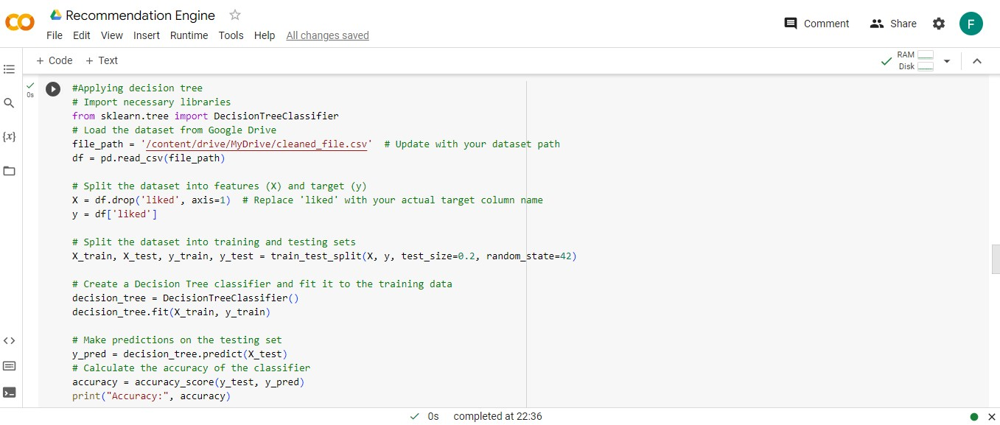 Recommendation Engine
File Edit View Insert Runtime Tools Help All changes saved
Comment Share F
+ Code + Text
RAM
Disk
0s
{x}
#Applying decision tree
# Import necessary libraries
from sklearn.tree import DecisionTreeClassifier
# Load the dataset from Google Drive
file_path = '/content/drive/MyDrive/cleaned_file.csv'  # Update with your dataset path
df = pd.read_csv(file_path)
# Split the dataset into features (X) and target (y)
X = df.drop('liked', axis=1)  # Replace 'liked' with your actual target column name
y = df['liked']
# Split the dataset into training and testing sets
X_train, X_test, y_train, y_test = train_test_split(X, y, test_size=0.2, random_state=42)
# Create a Decision Tree classifier and fit it to the training data
decision_tree = DecisionTreeClassifier()
decision_tree.fit(X_train, y_train)
# Make predictions on the testing set
y_pred = decision_tree.predict(X_test)
# Calculate the accuracy of the classifier
accuracy = accuracy_score(y_test, y_pred)
print("Accuracy:", accuracy)
0s completed at 22:36